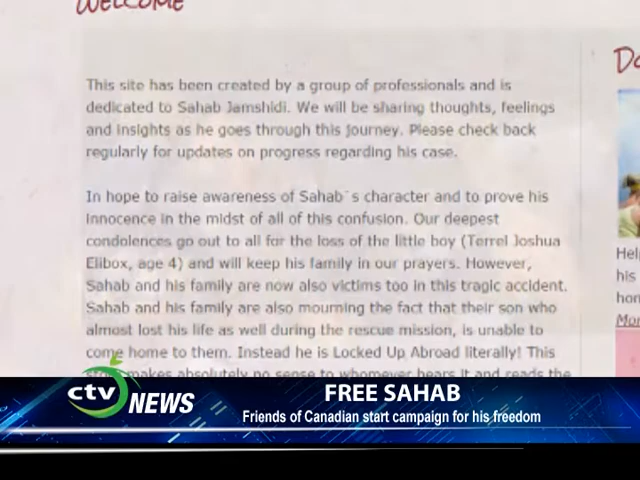 WELCOME
This site has been created by a group of professionals and is
dedicated to Sahab Jamshidi. We will be sharing thoughts, feelings
and insights as he goes through this journey. Please check back
regularly for updates on progress regarding his case.
In hope to raise awareness of Sahab´s character and to prove his
innocence in the midst of all of this confusion. Our deepest
condolences go out to all for the loss of the little boy (Terrel Joshua
Elibox, age 4) and will keep his family in our prayers. However,
Sahab and his family are now also victims too in this tragic accident.
Sahab and his family are also mourning the fact that their son who
almost lost his life as well during the rescue mission, is unable to
come home to them. Instead he is Locked Up Abroad literally! This
makes absolutely no sense to whomever hears it and reads the
Do
Hel
his
hon
Mor
ctv NEWS
FREE SAHAB
Friends of Canadian start campaign for his freedom